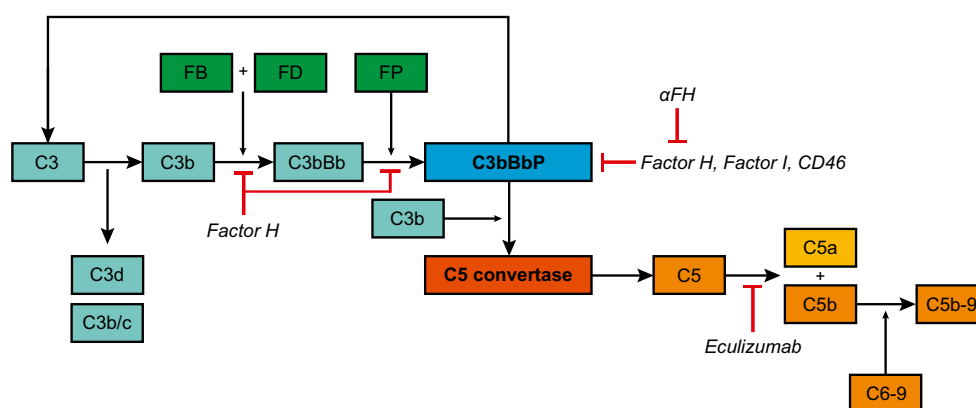 FB + FD
FP
αFH
C3
C3b
C3bBb
C3bBbP
Factor H, Factor I, CD46
Factor H
C3b
C5a
C3d
C5 convertase
C5
+
C3b/c
C5b
C5b-9
Eculizumab
C6-9